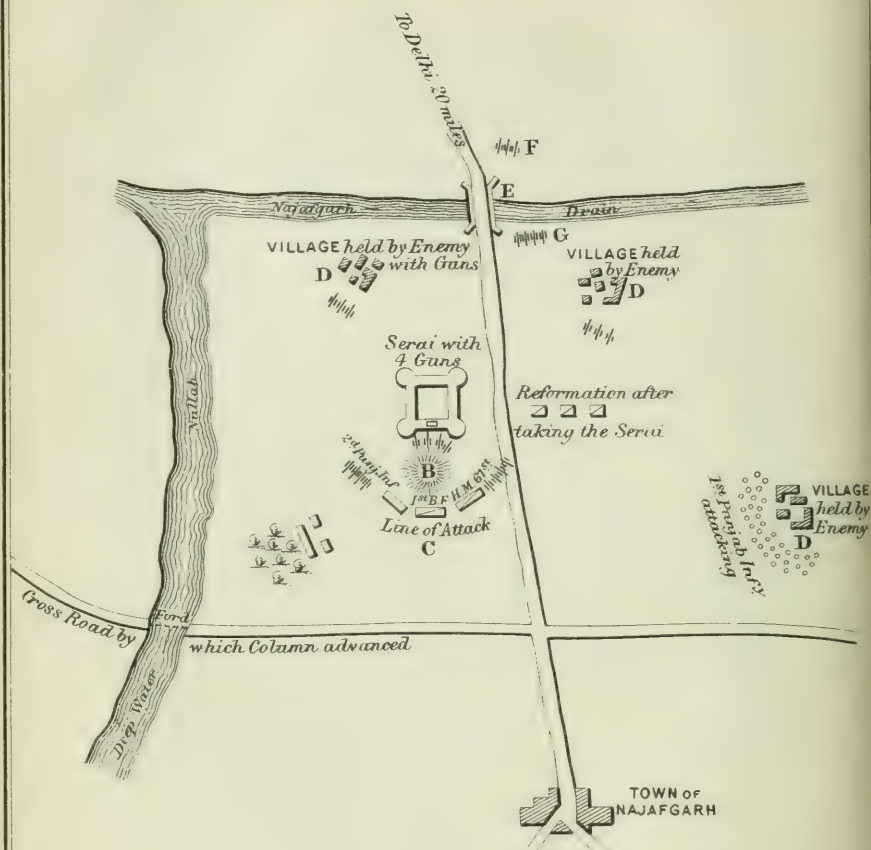 To Delhi 20 miles
F
E
Najafgarh Drain
G
VILLAGE held by Enemy
with Guns
D
VILLAGE held
by Enemy
D
Serai with
4 Guns
Nullah
Reformation after
taking the Serai
B
2d Punj. Inf.
1st B F
H.M. 61st
Line of Attack
C
1st Punjab Infy
attacking
VILLAGE
held by
Enemy
D
Cross Road by
Ford
which Column advanced
Deep Water
TOWN OF
NAJAFGARH